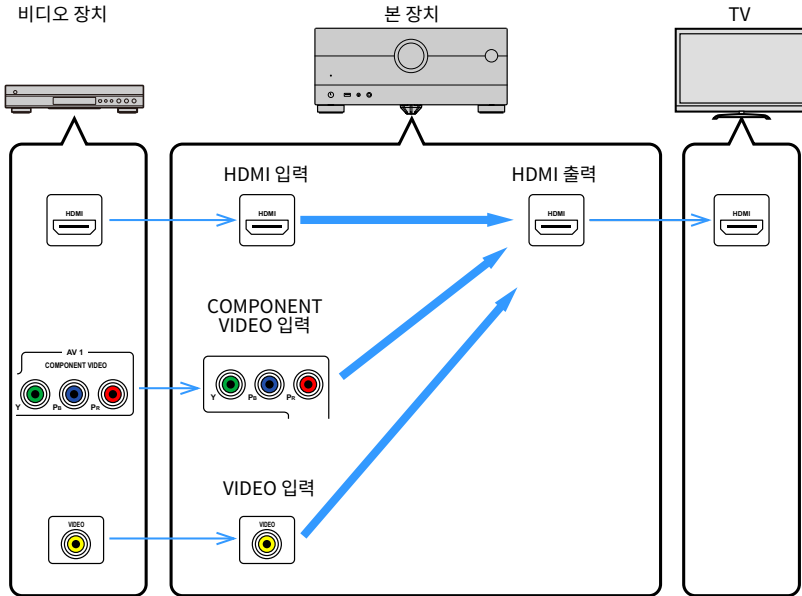 비디오 장치
본 장치
TV
HDMI 입력
HDMI 출력
HDMI
HDMI
HDMI
HDMI
COMPONENT
VIDEO 입력
AV 1
COMPONENT VIDEO
Y PB PR
Y PB PR
VIDEO 입력
VIDEO
VIDEO